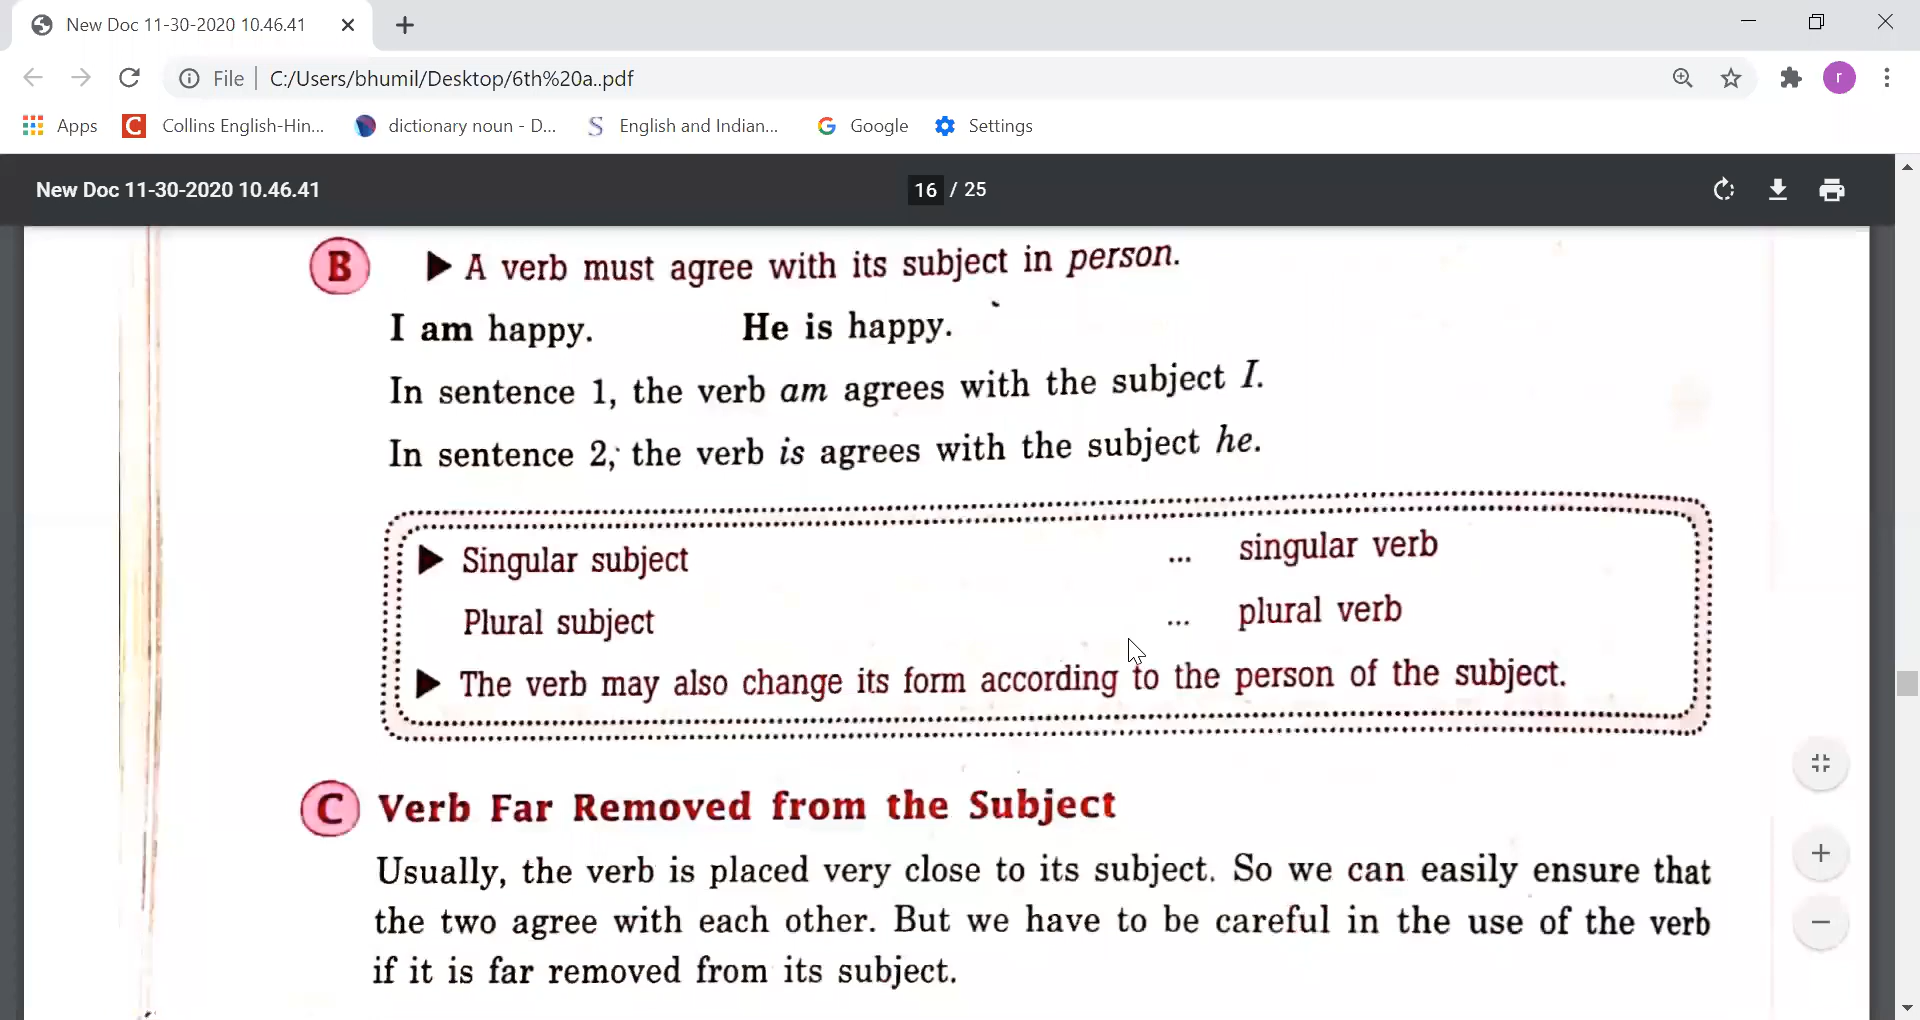 New Doc 11-30-2020 10.46.41
File C:/Users/bhumil/Desktop/6th%20a..pdf
r
Apps Collins English-Hin... dictionary noun - D... English and Indian... Google Settings
New Doc 11-30-2020 10.46.41 16 / 25
B ▶ A verb must agree with its subject in person.
I am happy. He is happy.
In sentence 1, the verb am agrees with the subject I.
In sentence 2, the verb is agrees with the subject he.
▶ Singular subject ... singular verb
Plural subject ... plural verb
▶ The verb may also change its form according to the person of the subject.
C Verb Far Removed from the Subject
Usually, the verb is placed very close to its subject. So we can easily ensure that
the two agree with each other. But we have to be careful in the use of the verb
if it is far removed from its subject.